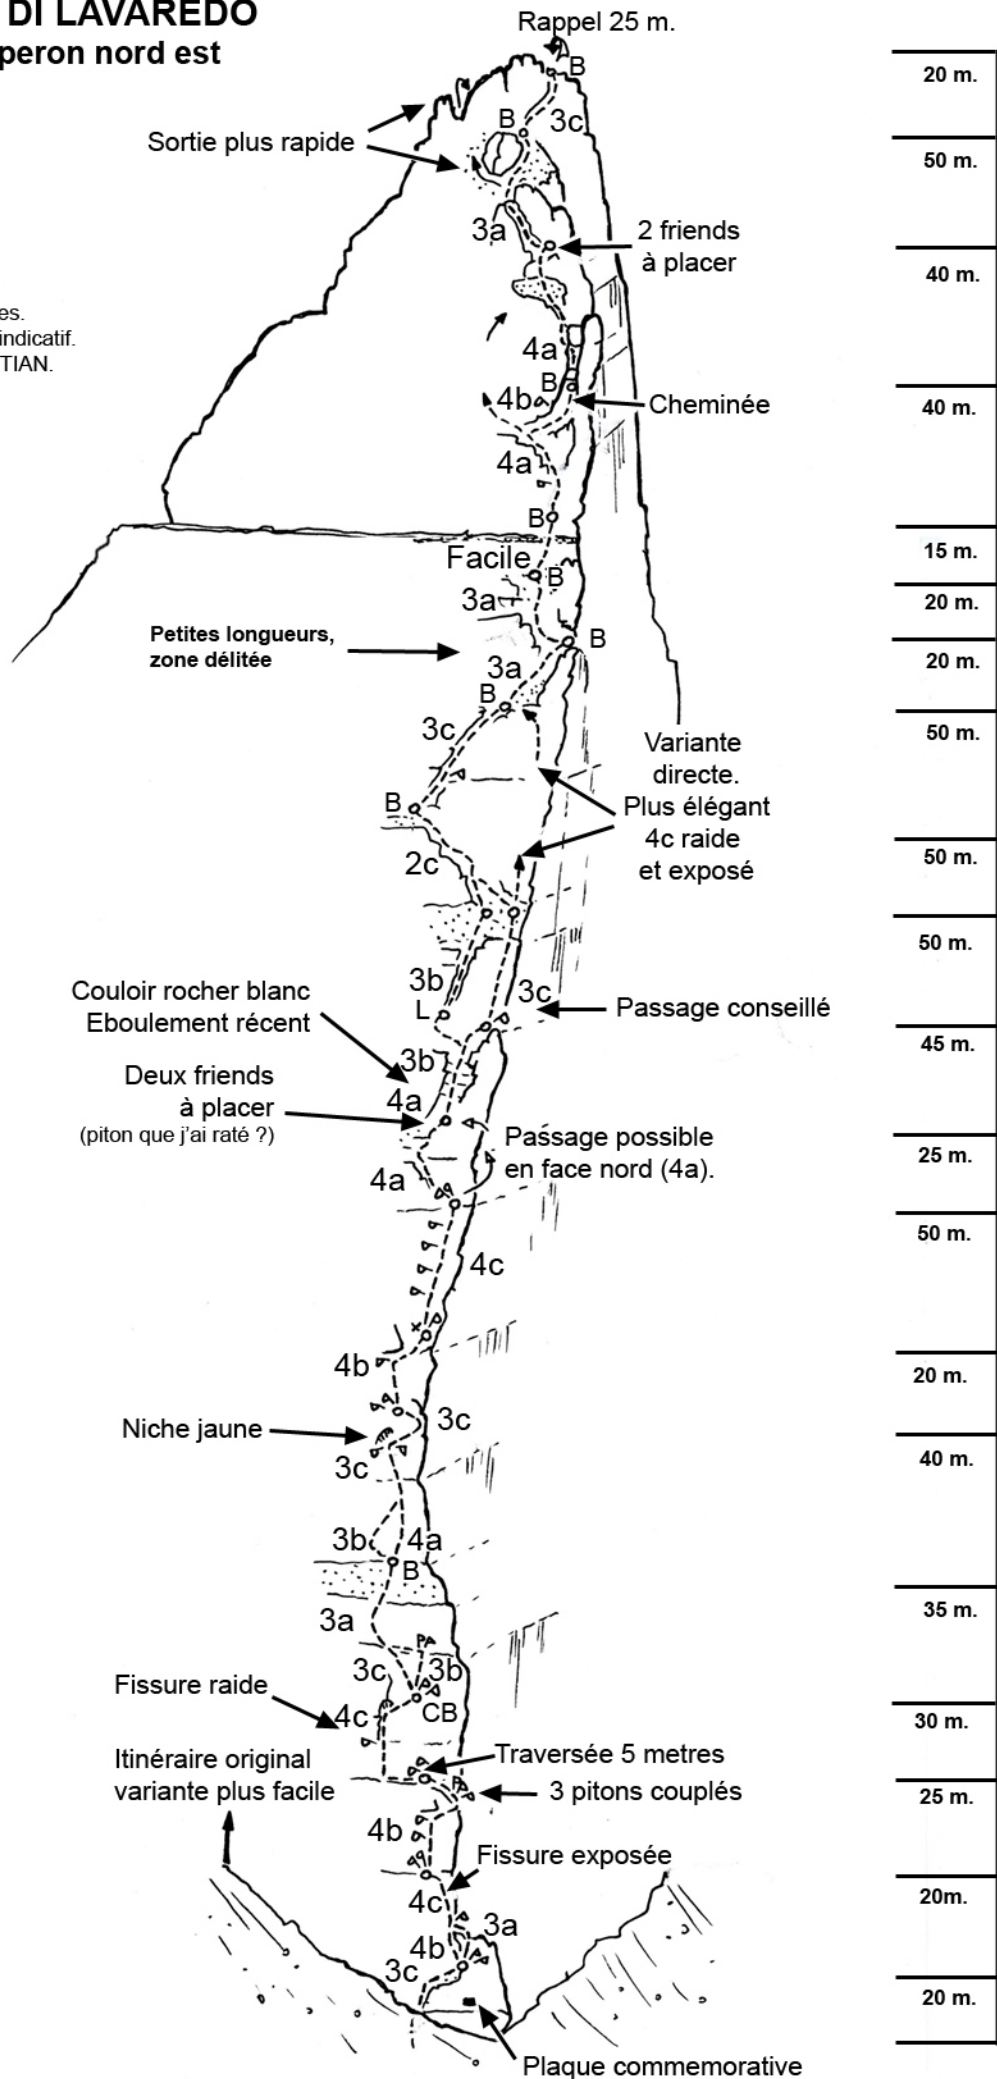 DI LAVAREDO
peron nord est
Rappel 25 m.
B
20 m.
B
3c
Sortie plus rapide
50 m.
3a
2 friends
à placer
40 m.
es.
indicatif.
TIAN.
4a
B
4b
Cheminée
40 m.
4a
B
Facile
15 m.
B
3a
20 m.
Petites longueurs,
zone délitée
B
3a
20 m.
B
3c
50 m.
Variante
directe.
Plus élégant
4c raide
et exposé
B
2c
50 m.
50 m.
3b
L
3c
Passage conseillé
Couloir rocher blanc
Eboulement récent
45 m.
3b
Deux friends
à placer
(piton que j'ai raté ?)
4a
Passage possible
en face nord (4a).
25 m.
4a
50 m.
4c
4b
20 m.
3c
Niche jaune
3c
40 m.
3b
4a
B
35 m.
3a
3c
3b
Fissure raide
4c
CB
30 m.
Traversée 5 metres
Itinéraire original
variante plus facile
3 pitons couplés
25 m.
4b
Fissure exposée
4c
20m.
3a
4b
3c
20 m.
Plaque commemorative